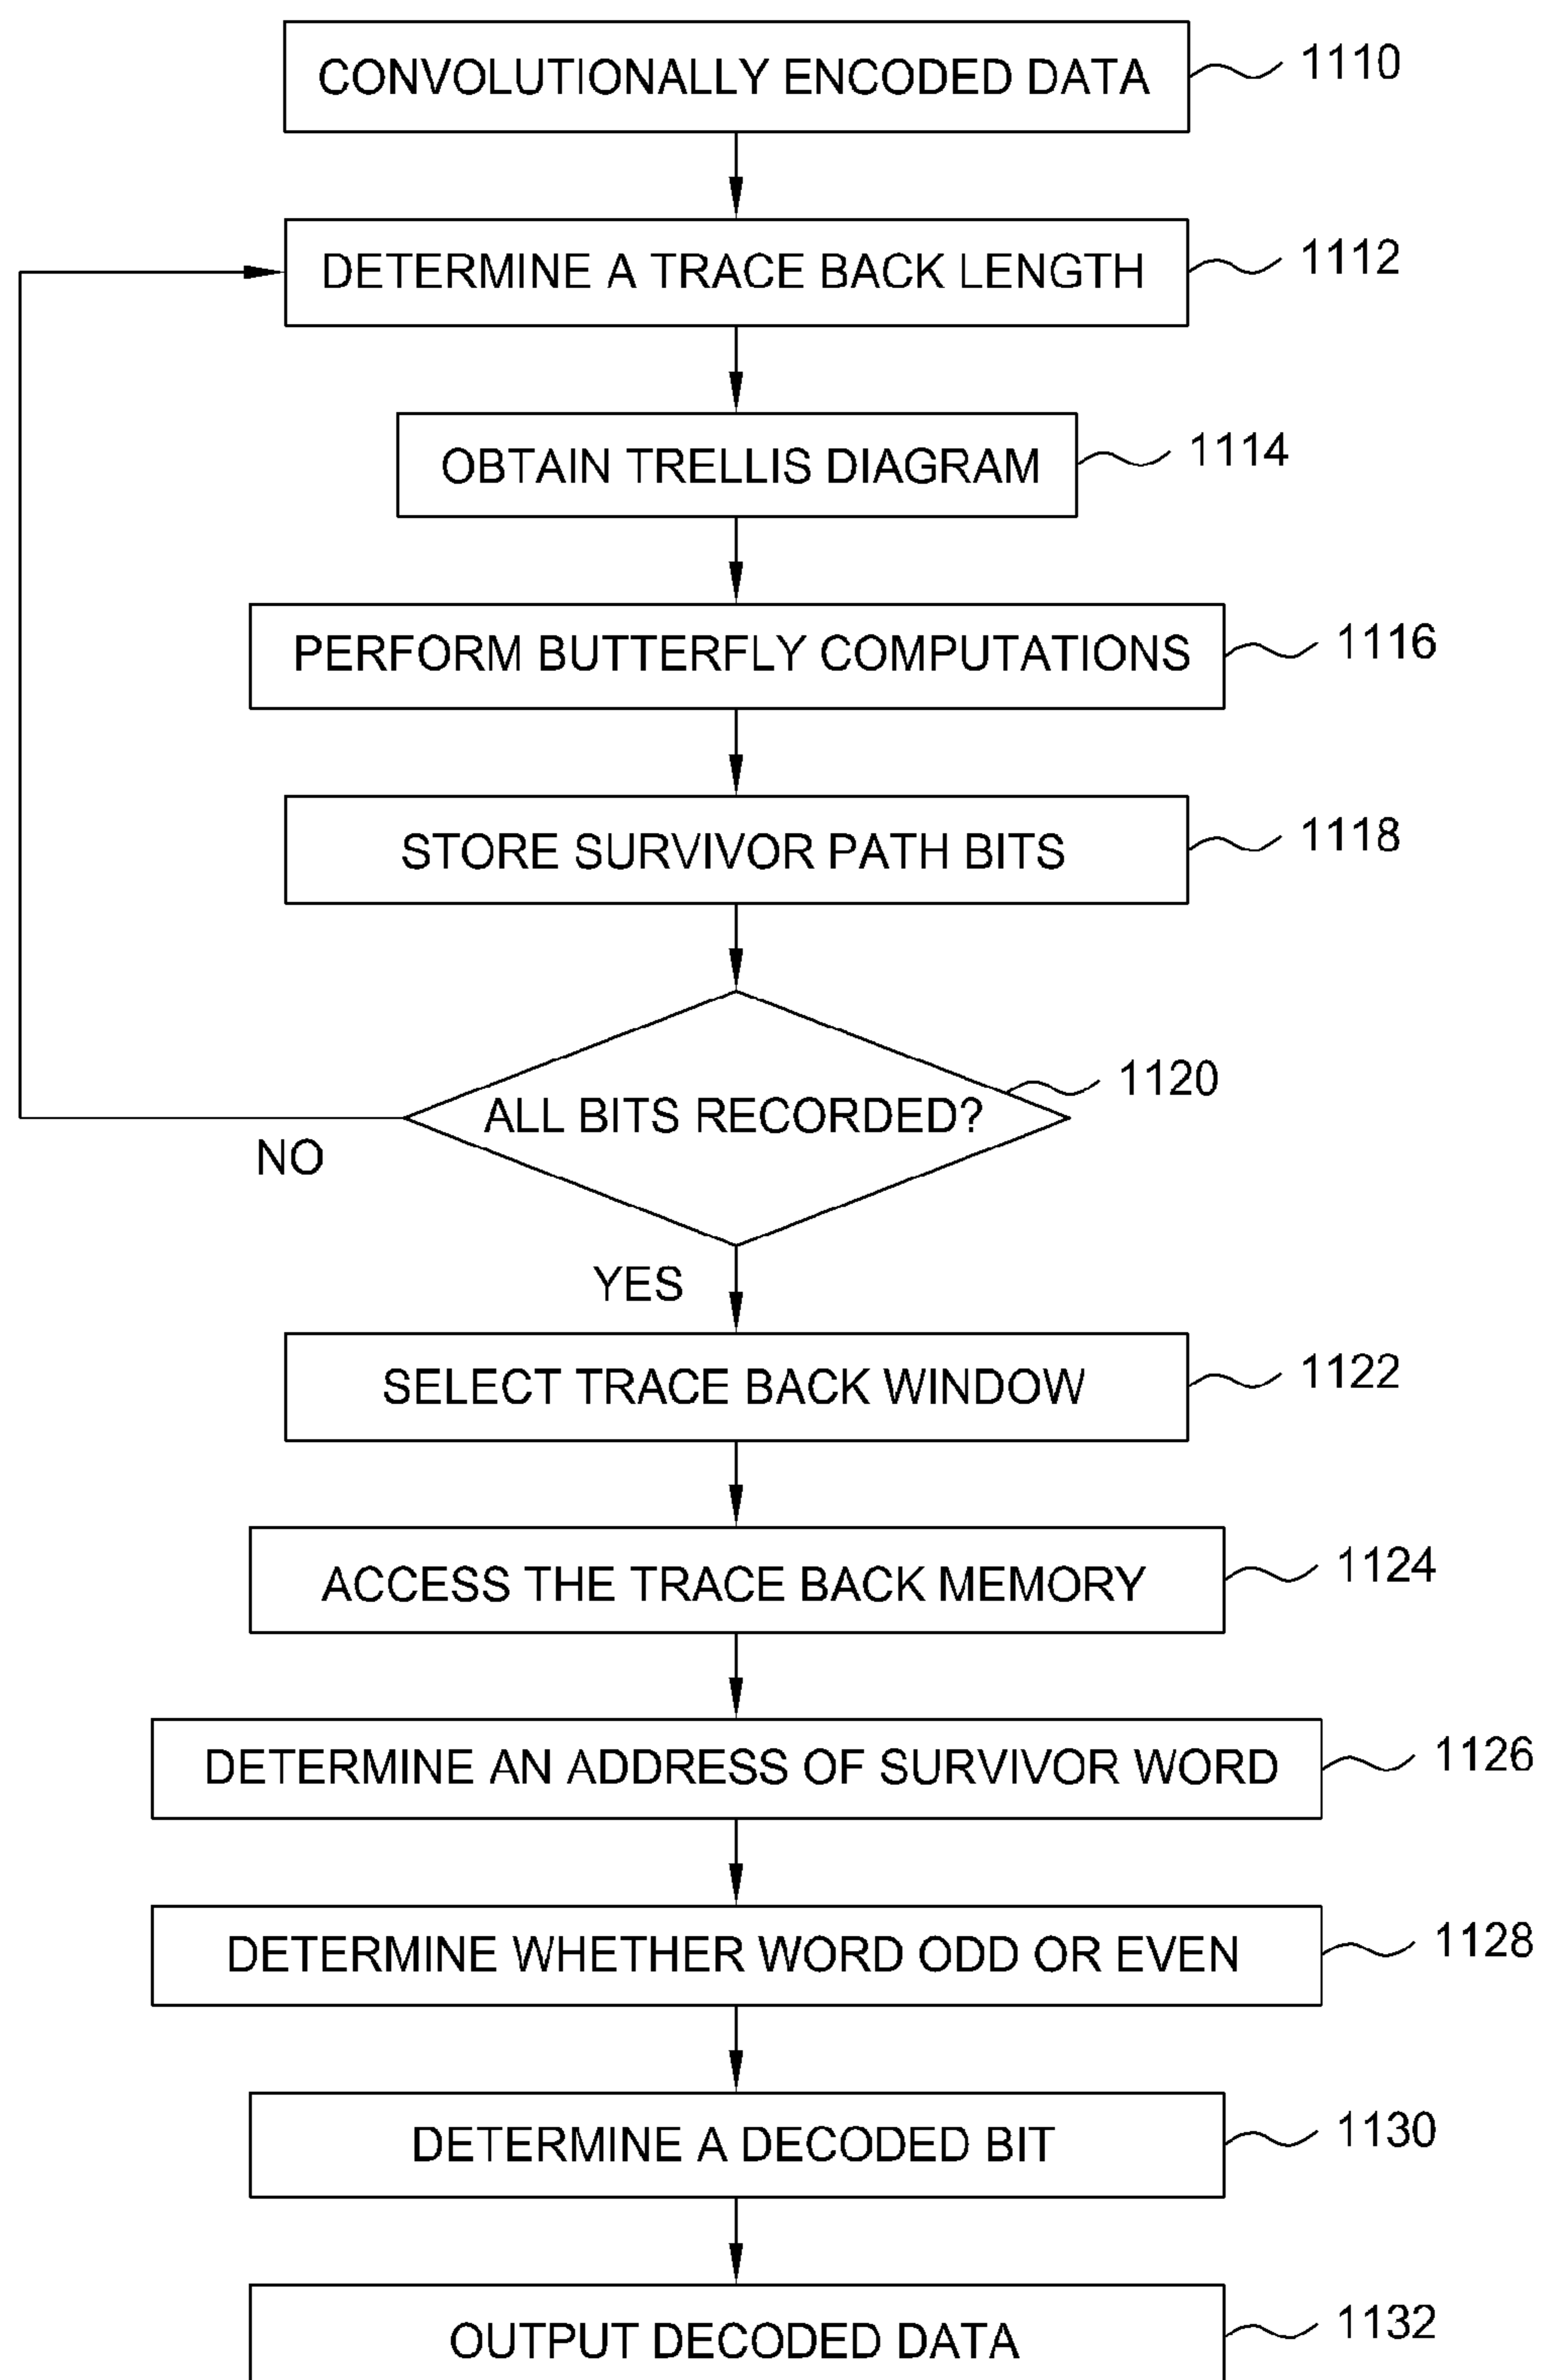 CONVOLUTIONALLY ENCODED DATA
1110
DETERMINE A TRACE BACK LENGTH
1112
OBTAIN TRELLIS DIAGRAM
1114
PERFORM BUTTERFLY COMPUTATIONS
1116
STORE SURVIVOR PATH BITS
1118
ALL BITS RECORDED?
1120
NO
YES
SELECT TRACE BACK WINDOW
1122
ACCESS THE TRACE BACK MEMORY
1124
DETERMINE AN ADDRESS OF SURVIVOR WORD
1126
DETERMINE WHETHER WORD ODD OR EVEN
1128
DETERMINE A DECODED BIT
1130
OUTPUT DECODED DATA
1132